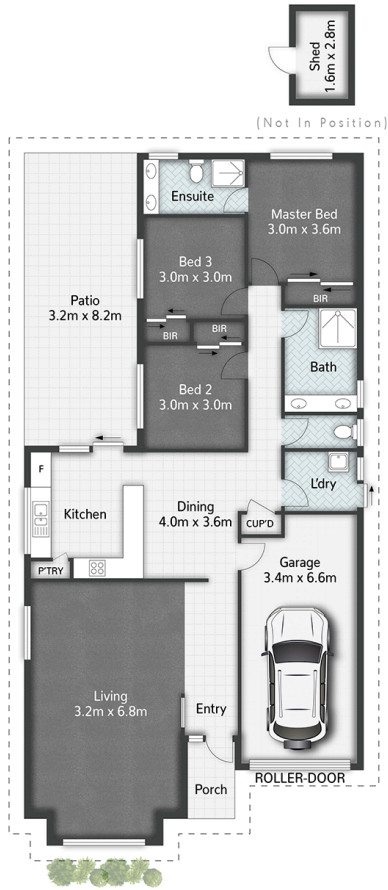 Shed
1.6m x 2.8m
(Not In Position)
Ensuite
Master Bed
3.0m x 3.6m
Bed 3
3.0m x 3.0m
Patio
3.2m x 8.2m
BIR
BIR
BIR
Bath
Bed 2
3.0m x 3.0m
F
Kitchen
Dining
4.0m x 3.6m
L'dry
CUP'D
P'TRY
Garage
3.4m x 6.6m
Living
3.2m x 6.8m
Entry
Porch
ROLLER-DOOR